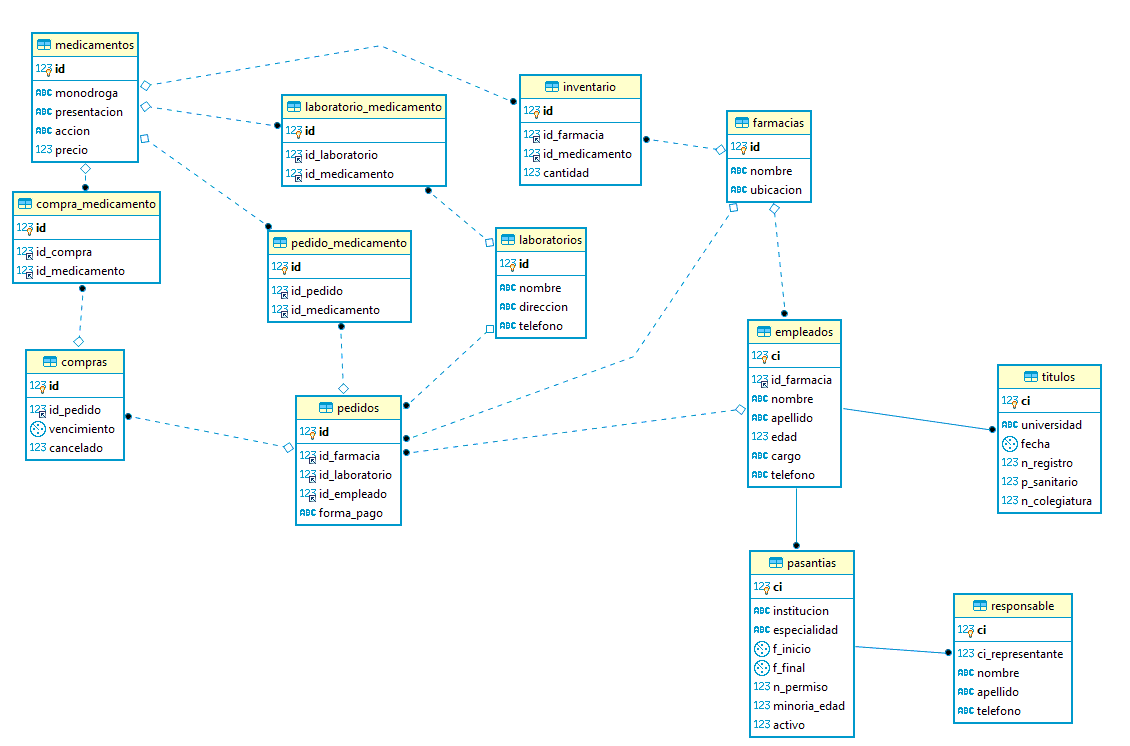 medicamentos
123 id
ABC monodroga
ABC presentacion
ABC accion
123 precio
laboratorio_medicamento
123 id
123 id_laboratorio
123 id_medicamento
inventario
123 id
123 id_farmacia
123 id_medicamento
123 cantidad
farmacias
123 id
ABC nombre
ABC ubicacion
compra_medicamento
123 id
123 id_compra
123 id_medicamento
pedido_medicamento
123 id
123 id_pedido
123 id_medicamento
laboratorios
123 id
ABC nombre
ABC direccion
ABC telefono
compras
123 id
123 id_pedido
vencimiento
123 cancelado
pedidos
123 id
123 id_farmacia
123 id_laboratorio
123 id_empleado
ABC forma_pago
empleados
123 ci
123 id_farmacia
ABC nombre
ABC apellido
123 edad
ABC cargo
ABC telefono
titulos
123 ci
ABC universidad
fecha
123 n_registro
123 p_sanitario
123 n_colegiatura
pasantias
123 ci
ABC institucion
ABC especialidad
f_inicio
f_final
123 n_permiso
123 minoria_edad
123 activo
responsable
123 ci
123 ci_representante
ABC nombre
ABC apellido
ABC telefono